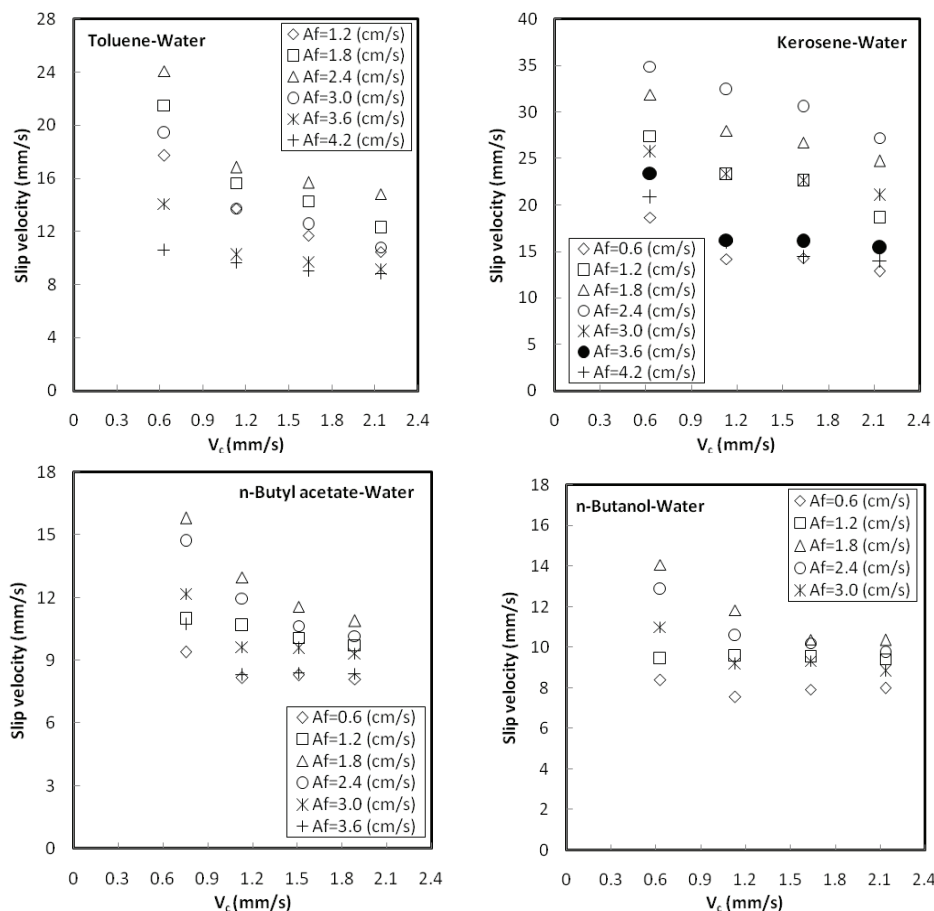 Toluene-Water
Af=1.2 (cm/s)
Af=1.8 (cm/s)
Af=2.4 (cm/s)
Af=3.0 (cm/s)
Af=3.6 (cm/s)
Af=4.2 (cm/s)
Slip velocity (mm/s)
28
24
20
16
12
8
4
0
0 0.3 0.6 0.9 1.2 1.5 1.8 2.1 2.4
Vc (mm/s)
Kerosene-Water
Slip velocity (mm/s)
40
35
30
25
20
15
10
5
0
Af=0.6 (cm/s)
Af=1.2 (cm/s)
Af=1.8 (cm/s)
Af=2.4 (cm/s)
Af=3.0 (cm/s)
Af=3.6 (cm/s)
Af=4.2 (cm/s)
0 0.3 0.6 0.9 1.2 1.5 1.8 2.1 2.4
Vc (mm/s)
n-Butyl acetate-Water
Slip velocity (mm/s)
18
15
12
9
6
3
0
Af=0.6 (cm/s)
Af=1.2 (cm/s)
Af=1.8 (cm/s)
Af=2.4 (cm/s)
Af=3.0 (cm/s)
Af=3.6 (cm/s)
0 0.3 0.6 0.9 1.2 1.5 1.8 2.1 2.4
Vc (mm/s)
n-Butanol-Water
Af=0.6 (cm/s)
Af=1.2 (cm/s)
Af=1.8 (cm/s)
Af=2.4 (cm/s)
Af=3.0 (cm/s)
Slip velocity (mm/s)
18
16
14
12
10
8
6
4
2
0
0 0.3 0.6 0.9 1.2 1.5 1.8 2.1 2.4
Vc (mm/s)